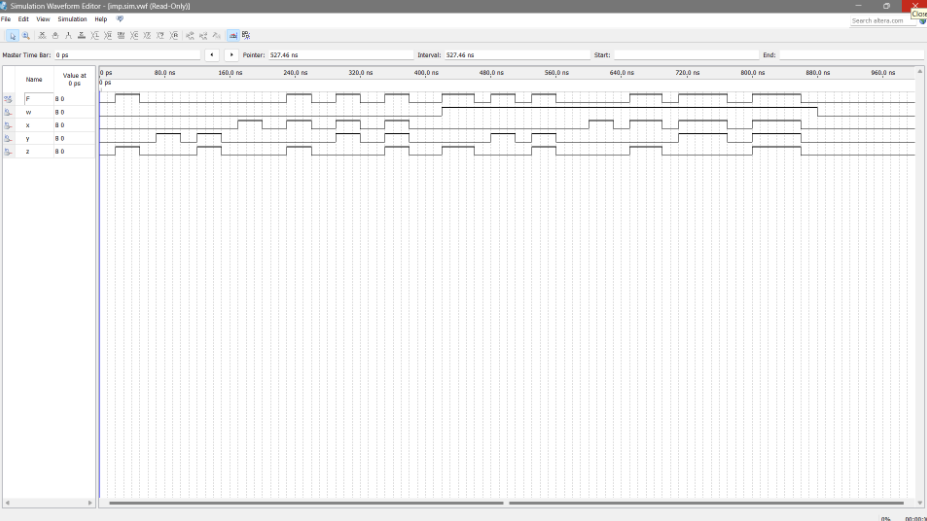 Simulation Waveform Editor - [imp.sim.vwf (Read-Only)]
Close
File Edit View Simulation Help
Search altera.com
Master Time Bar: 0 ps Pointer: 527.46 ns Interval: 527.46 ns Start: End:
Name Value at 0 ps
0 ps 80.0 ns 160.0 ns 240.0 ns 320.0 ns 400.0 ns 480.0 ns 560.0 ns 640.0 ns 720.0 ns 800.0 ns 880.0 ns 960.0 ns
0 ps
F B 0
w B 0
x B 0
y B 0
z B 0
0% 00:00: